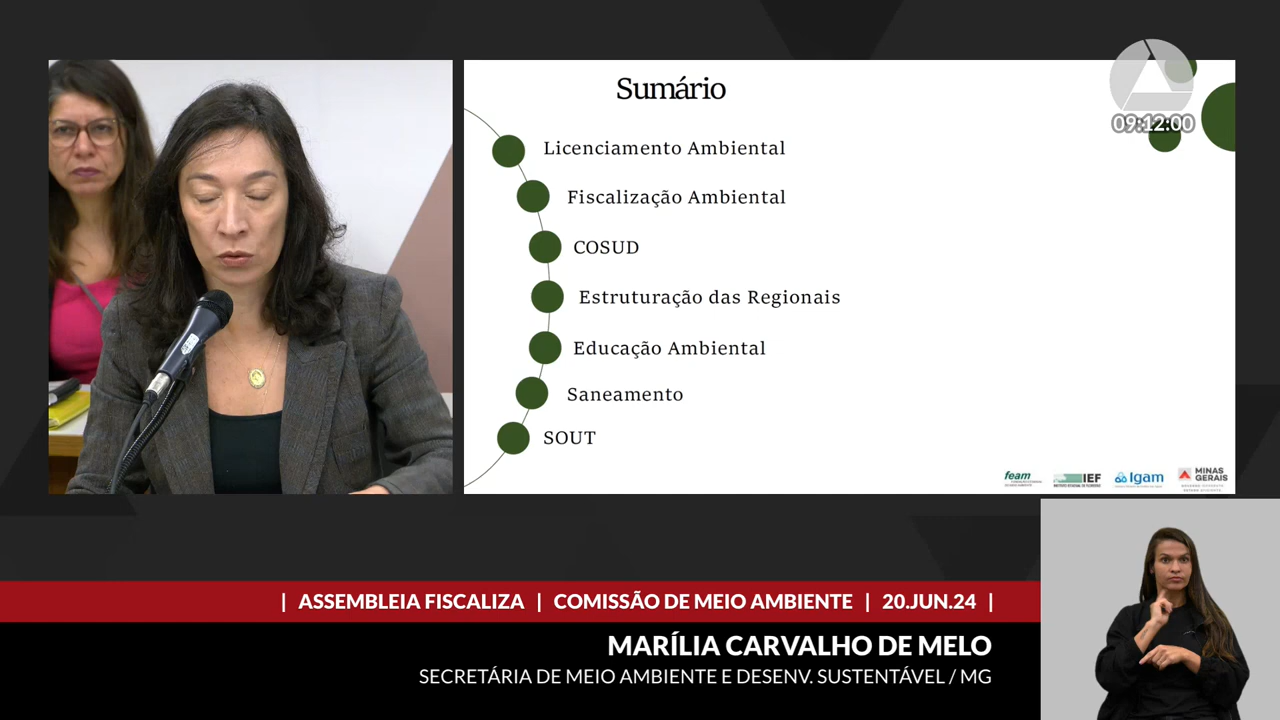 Sumário
09:12:00
Licenciamento Ambiental
Fiscalização Ambiental
COSUD
Estruturação das Regionais
Educação Ambiental
Saneamento
SOUT
feam
IEF
Igam
MINAS
GERAIS
| ASSEMBLEIA FISCALIZA | COMISSÃO DE MEIO AMBIENTE | 20.JUN.24 |
MARÍLIA CARVALHO DE MELO
SECRETÁRIA DE MEIO AMBIENTE E DESENV. SUSTENTÁVEL / MG